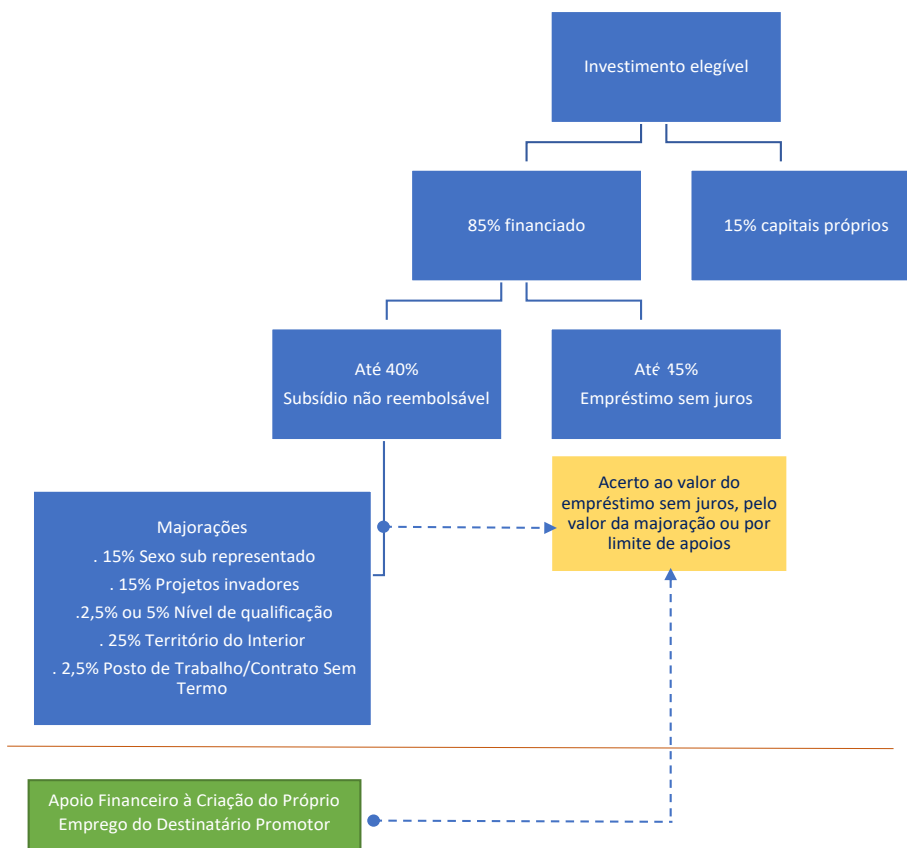 Investimento elegível
85% financiado
15% capitais próprios
Até 40%
Subsídio não reembolsável
Até 45%
Empréstimo sem juros
Acerto ao valor do
empréstimo sem juros, pelo
valor da majoração ou por
limite de apoios
Majorações
. 15% Sexo sub representado
. 15% Projetos invadores
.2,5% ou 5% Nível de qualificação
. 25% Território do Interior
. 2,5% Posto de Trabalho/Contrato Sem
Termo
Apoio Financeiro à Criação do Próprio
Emprego do Destinatário Promotor